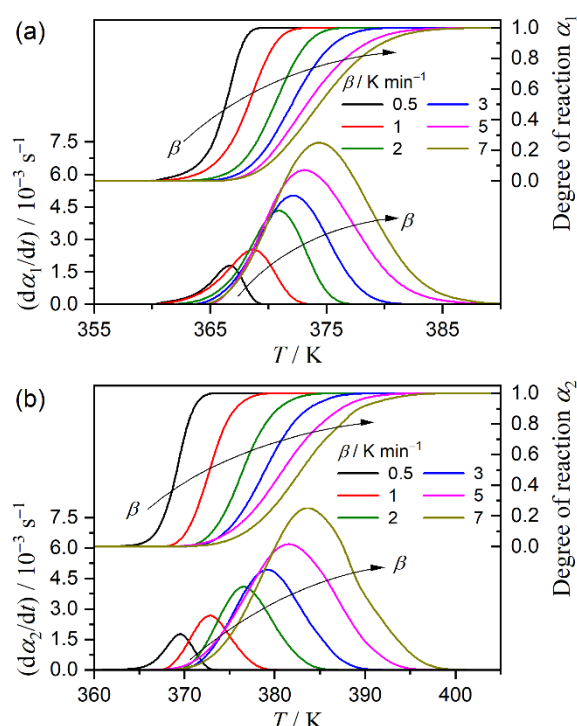 (a)
1.0
0.8
0.6
0.4
0.2
0.0
Degree of reaction α₁
β / K min⁻¹
0.5 3
1 5
2 7
β
β
7.5
6.0
4.5
3.0
1.5
0.0
(dα₁/dt) / 10⁻³ s⁻¹
355 365 375 385
T / K
(b)
1.0
0.8
0.6
0.4
0.2
0.0
Degree of reaction α₂
β / K min⁻¹
0.5 3
1 5
2 7
β
β
7.5
6.0
4.5
3.0
1.5
0.0
(dα₂/dt) / 10⁻³ s⁻¹
360 370 380 390 400
T / K